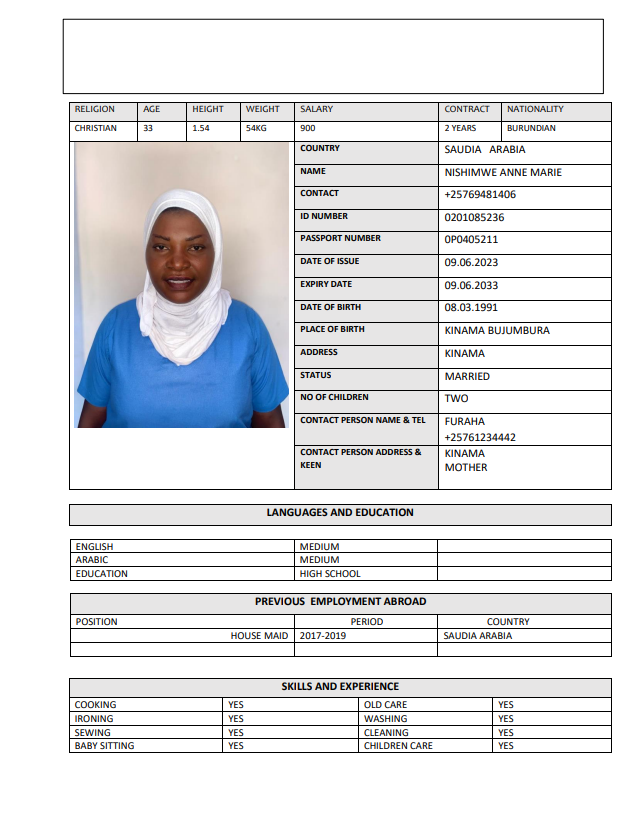 RELIGION AGE HEIGHT WEIGHT SALARY CONTRACT NATIONALITY
CHRISTIAN 33 1.54 54KG 900 2 YEARS BURUNDIAN
COUNTRY SAUDIA ARABIA
NAME NISHIMWE ANNE MARIE
CONTACT +25769481406
ID NUMBER 0201085236
PASSPORT NUMBER 0P0405211
DATE OF ISSUE 09.06.2023
EXPIRY DATE 09.06.2033
DATE OF BIRTH 08.03.1991
PLACE OF BIRTH KINAMA BUJUMBURA
ADDRESS KINAMA
STATUS MARRIED
NO OF CHILDREN TWO
CONTACT PERSON NAME & TEL FURAHA
+25761234442
CONTACT PERSON ADDRESS & KINAMA
KEEN MOTHER
LANGUAGES AND EDUCATION
ENGLISH MEDIUM
ARABIC MEDIUM
EDUCATION HIGH SCHOOL
PREVIOUS EMPLOYMENT ABROAD
POSITION PERIOD COUNTRY
HOUSE MAID 2017-2019 SAUDIA ARABIA
SKILLS AND EXPERIENCE
COOKING YES OLD CARE YES
IRONING YES WASHING YES
SEWING YES CLEANING YES
BABY SITTING YES CHILDREN CARE YES